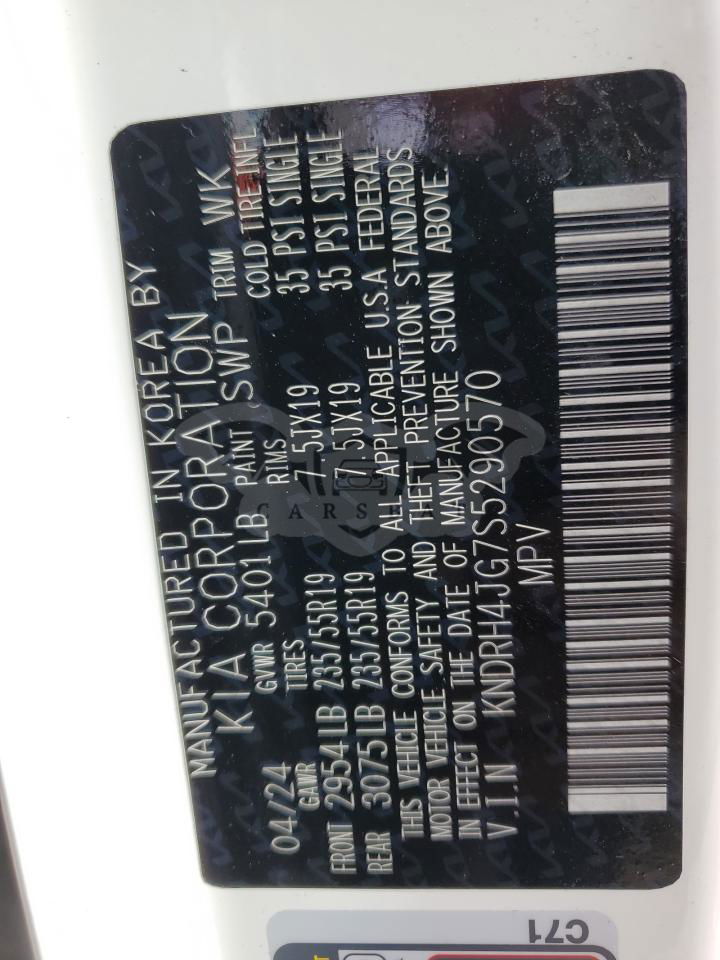 MANUFACTURED IN KOREA BY
KIA CORPORATION
04/24 GVWR 5401LB PAINT SWP TRIM WK
GAWR TIRES RIMS COLD TIRE INFL
FRONT 2954LB 235/55R19 7.5JX19 35 PSI SINGLE
REAR 3075LB 235/55R19 7.5JX19 35 PSI SINGLE
THIS VEHICLE CONFORMS TO ALL APPLICABLE U.S.A FEDERAL
MOTOR VEHICLE SAFETY AND THEFT PREVENTION STANDARDS
IN EFFECT ON THE DATE OF MANUFACTURE SHOWN ABOVE.
V.I.N KNDRH4JG7S5290570
MPV
C71